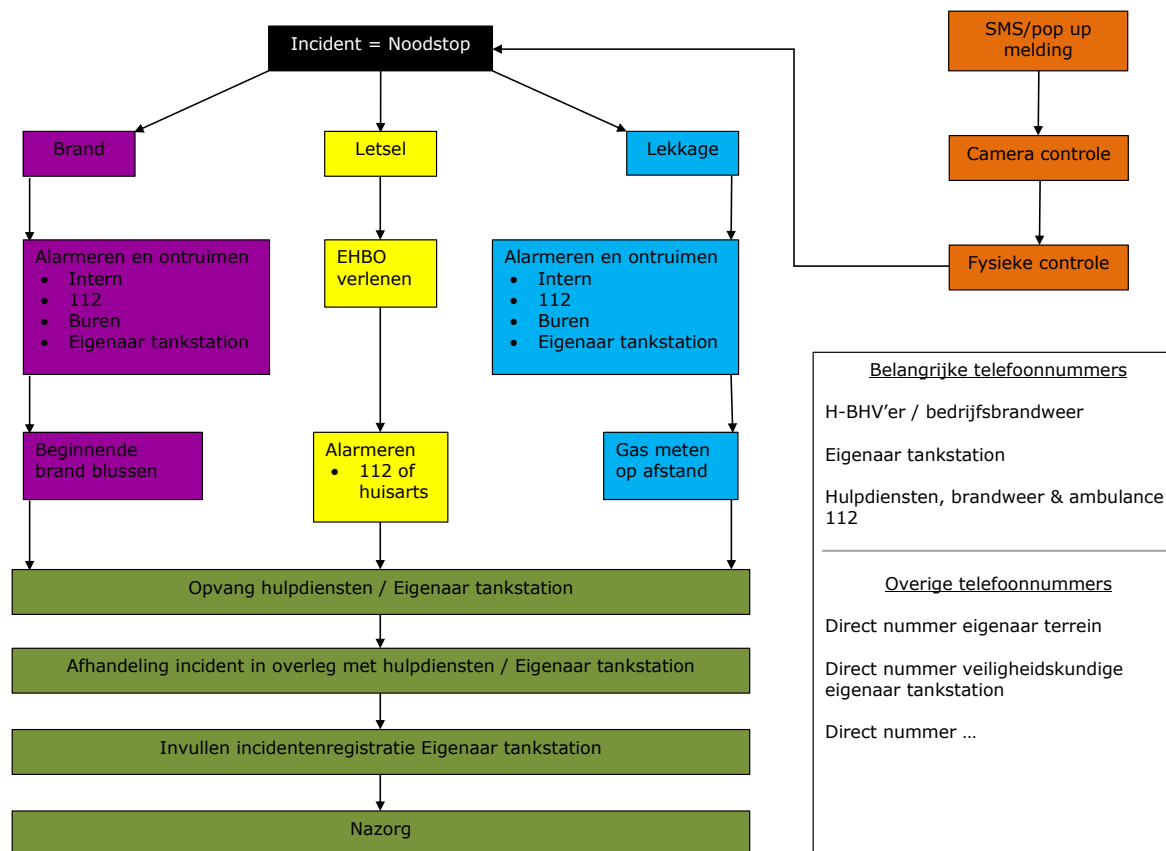 Incident = Noodstop
SMS/pop up
melding
Brand
Letsel
Lekkage
Camera controle
Alarmeren en ontruimen
• Intern
• 112
• Buren
• Eigenaar tankstation
EHBO
verlenen
Alarmeren en ontruimen
• Intern
• 112
• Buren
• Eigenaar tankstation
Fysieke controle
Beginnende
brand blussen
Alarmeren
• 112 of
huisarts
Gas meten
op afstand
Opvang hulpdiensten / Eigenaar tankstation
Afhandeling incident in overleg met hulpdiensten / Eigenaar tankstation
Invullen incidentenregistratie Eigenaar tankstation
Nazorg
Belangrijke telefoonnummers
H-BHV’er / bedrijfsbrandweer
Eigenaar tankstation
Hulpdiensten, brandweer & ambulance
112
Overige telefoonnummers
Direct nummer eigenaar terrein
Direct nummer veiligheidskundige
eigenaar tankstation
Direct nummer …